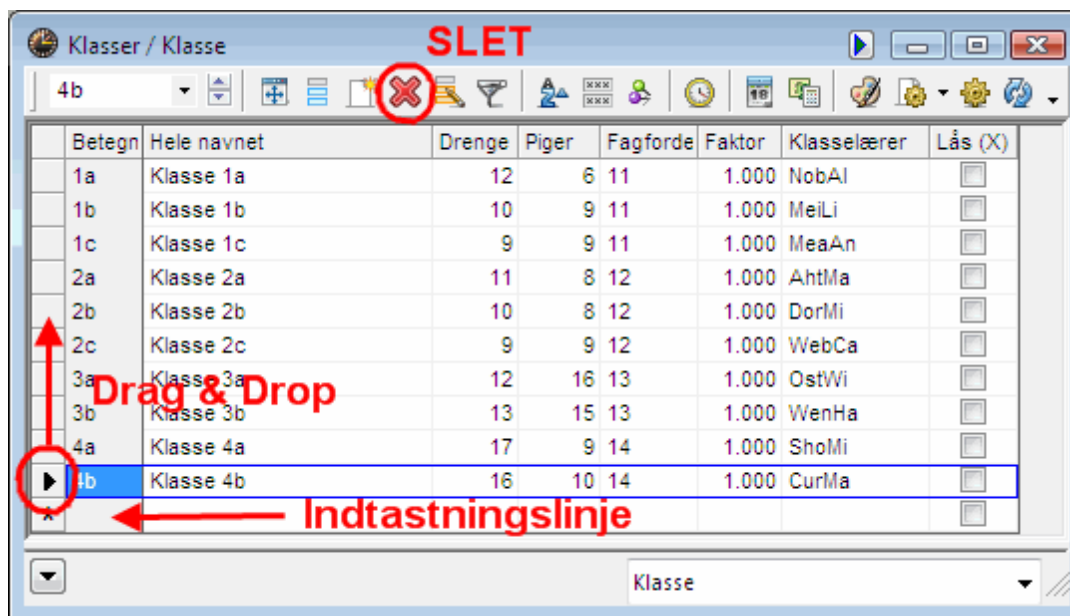 Klasser / Klasse
SLET
4b
Betegn Hele navnet Drenge Piger Fagforde Faktor Klasselærer Lås (X)
1a Klasse 1a 12 6 11 1.000 NobAl
1b Klasse 1b 10 9 11 1.000 MeiLi
1c Klasse 1c 9 9 11 1.000 MeaAn
2a Klasse 2a 11 8 12 1.000 AhtMa
2b Klasse 2b 10 8 12 1.000 DorMi
2c Klasse 2c 9 9 12 1.000 WebCa
3a Klasse 3a 12 16 13 1.000 OstWi
Drag & Drop
3b Klasse 3b 13 15 13 1.000 WenHa
4a Klasse 4a 17 9 14 1.000 ShoMi
4b Klasse 4b 16 10 14 1.000 CurMa
Indtastningslinje
Klasse